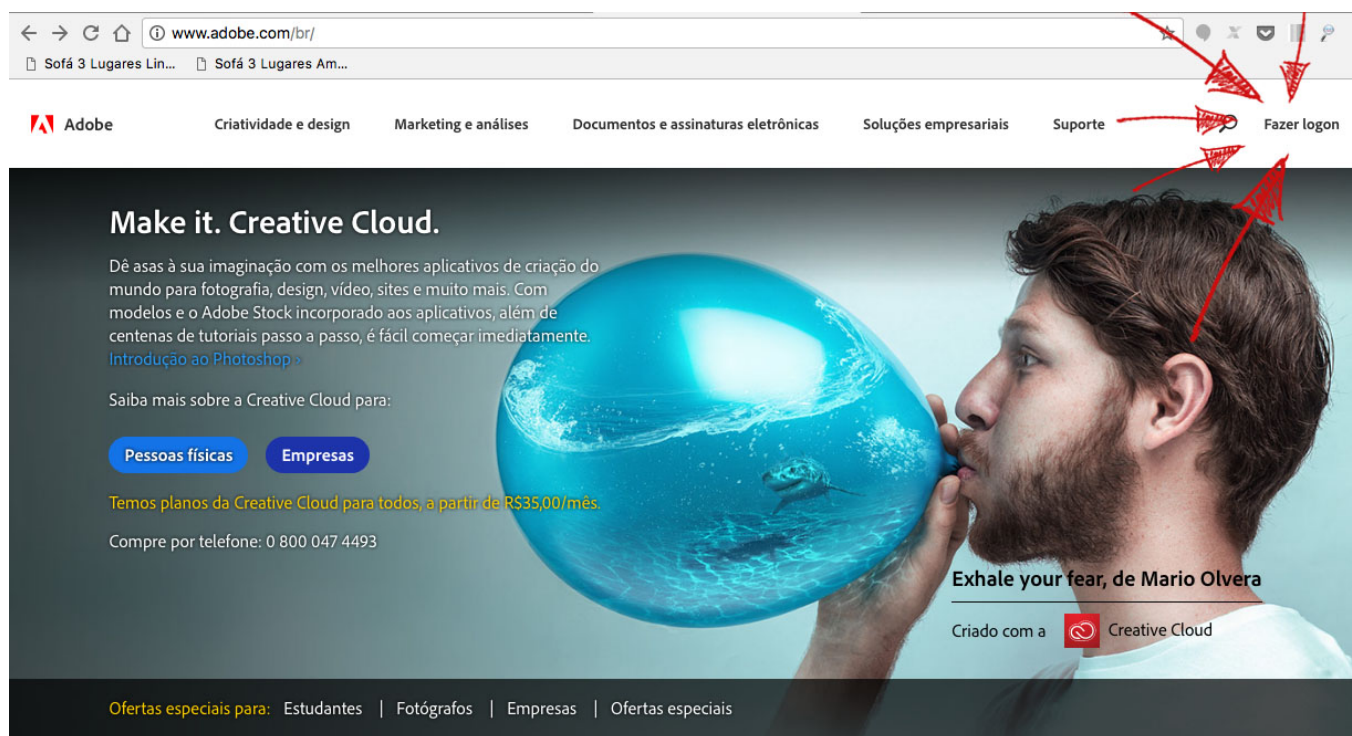 www.adobe.com/br/
Sofá 3 Lugares Lin... Sofá 3 Lugares Am...
Adobe Criatividade e design Marketing e análises Documentos e assinaturas eletrônicas Soluções empresariais Suporte Fazer logon
Make it. Creative Cloud.
Dê asas à sua imaginação com os melhores aplicativos de criação do
mundo para fotografia, design, vídeo, sites e muito mais. Com
modelos e o Adobe Stock incorporado aos aplicativos, além de
centenas de tutoriais passo a passo, é fácil começar imediatamente.
Introdução ao Photoshop ›
Saiba mais sobre a Creative Cloud para:
Pessoas físicas Empresas
Temos planos da Creative Cloud para todos, a partir de R$35,00/mês.
Compre por telefone: 0 800 047 4493
Exhale your fear, de Mario Olvera
Criado com a Creative Cloud
Ofertas especiais para: Estudantes | Fotógrafos | Empresas | Ofertas especiais